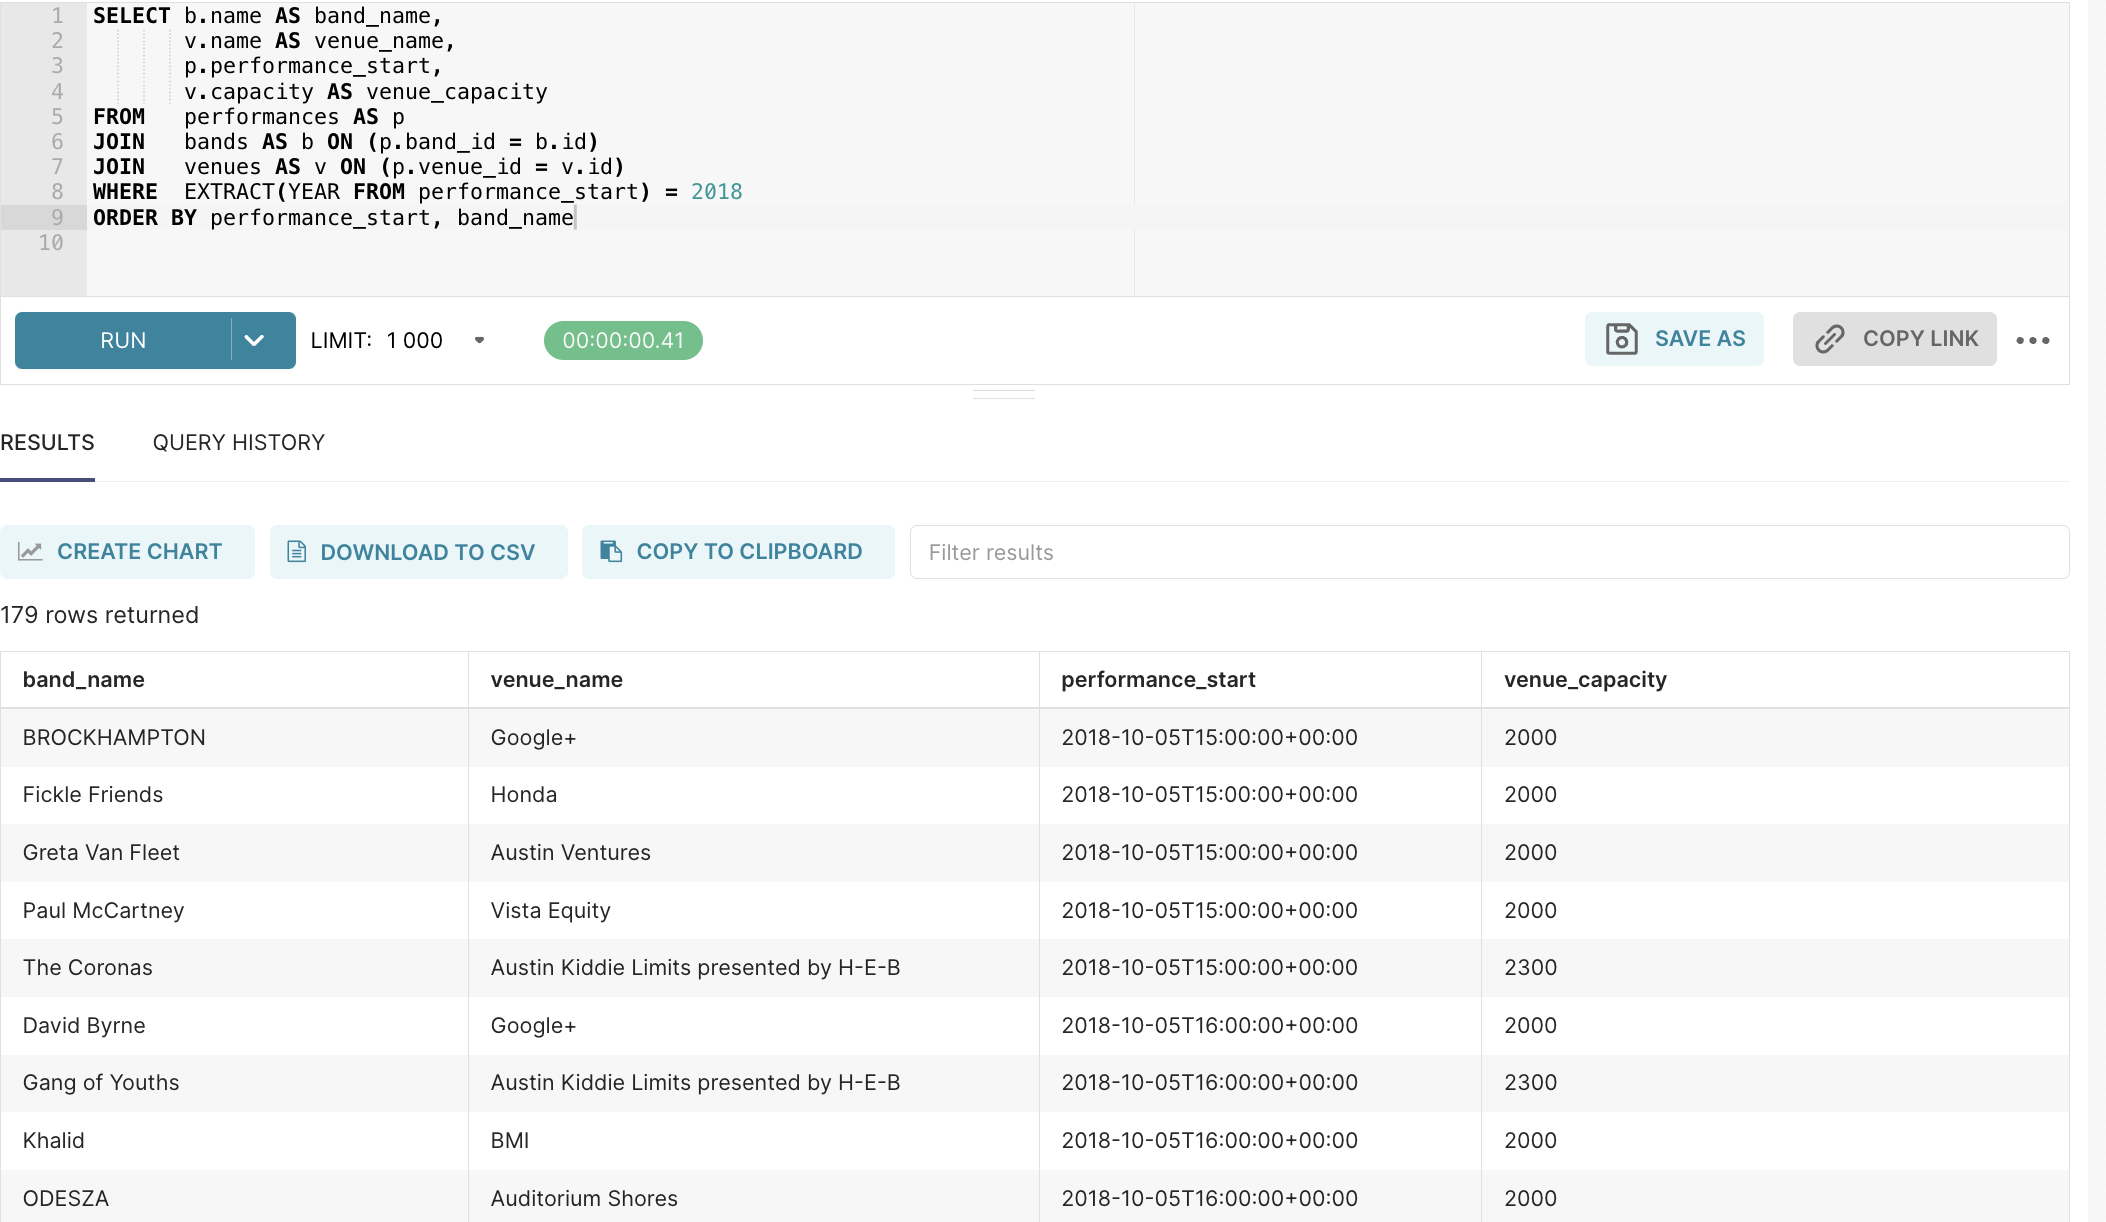 1 SELECT b.name AS band_name,
2 v.name AS venue_name,
3 p.performance_start,
4 v.capacity AS venue_capacity
5 FROM performances AS p
6 JOIN bands AS b ON (p.band_id = b.id)
7 JOIN venues AS v ON (p.venue_id = v.id)
8 WHERE EXTRACT(YEAR FROM performance_start) = 2018
9 ORDER BY performance_start, band_name
10
RUN LIMIT: 1 000 00:00:00.41 SAVE AS COPY LINK
RESULTS QUERY HISTORY
CREATE CHART DOWNLOAD TO CSV COPY TO CLIPBOARD Filter results
179 rows returned
band_name venue_name performance_start venue_capacity
BROCKHAMPTON Google+ 2018-10-05T15:00:00+00:00 2000
Fickle Friends Honda 2018-10-05T15:00:00+00:00 2000
Greta Van Fleet Austin Ventures 2018-10-05T15:00:00+00:00 2000
Paul McCartney Vista Equity 2018-10-05T15:00:00+00:00 2000
The Coronas Austin Kiddie Limits presented by H-E-B 2018-10-05T15:00:00+00:00 2300
David Byrne Google+ 2018-10-05T16:00:00+00:00 2000
Gang of Youths Austin Kiddie Limits presented by H-E-B 2018-10-05T16:00:00+00:00 2300
Khalid BMI 2018-10-05T16:00:00+00:00 2000
ODESZA Auditorium Shores 2018-10-05T16:00:00+00:00 2000